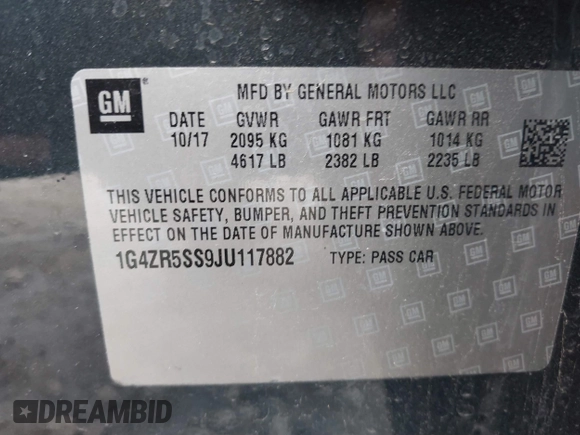 GM
MFD BY GENERAL MOTORS LLC
DATE GVWR GAWR FRT GAWR RR
10/17 2095 KG 1081 KG 1014 KG
4617 LB 2382 LB 2235 LB
THIS VEHICLE CONFORMS TO ALL APPLICABLE U.S. FEDERAL MOTOR
VEHICLE SAFETY, BUMPER, AND THEFT PREVENTION STANDARDS IN
EFFECT ON THE DATE OF MANUFACTURE SHOWN ABOVE.
1G4ZR5SS9JU117882 TYPE: PASS CAR
DREAMBID